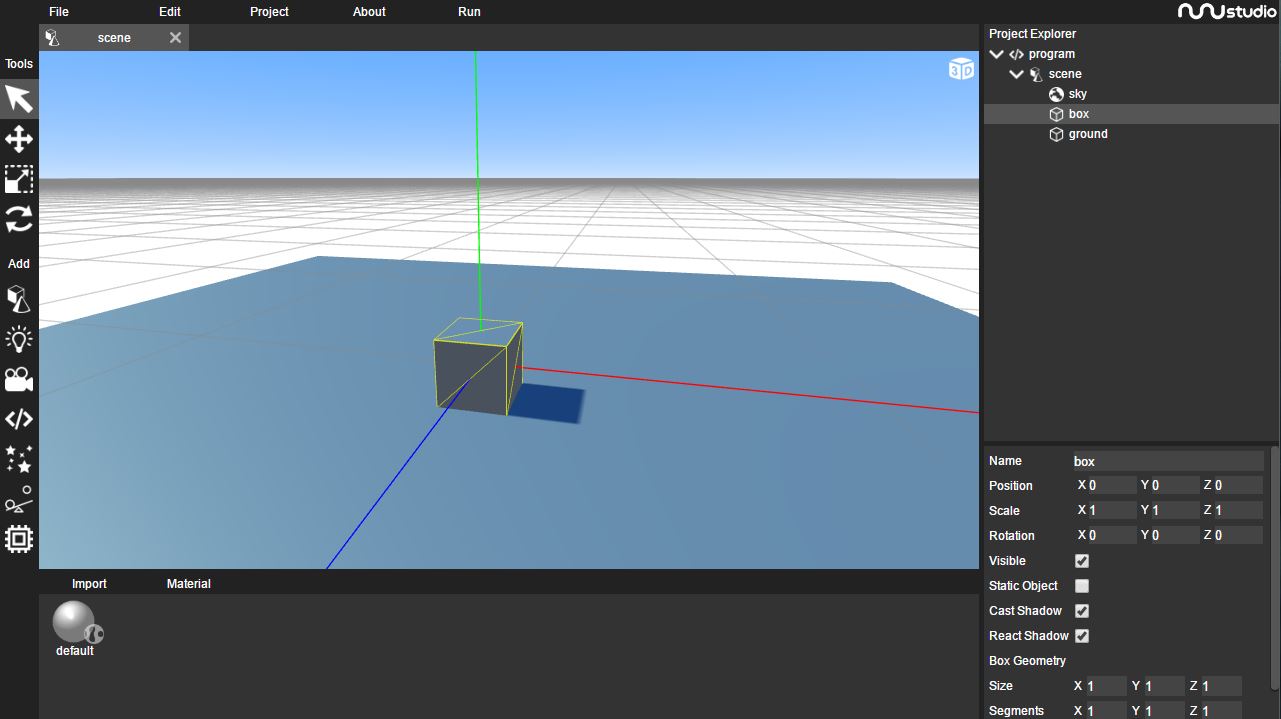 File Edit Project About Run
nunustudio
scene
3D
Tools
Add
Import Material
default
Project Explorer
program
scene
sky
box
ground
Name box
Position X 0 Y 0 Z 0
Scale X 1 Y 1 Z 1
Rotation X 0 Y 0 Z 0
Visible
Static Object
Cast Shadow
React Shadow
Box Geometry
Size X 1 Y 1 Z 1
Segments X 1 Y 1 Z 1